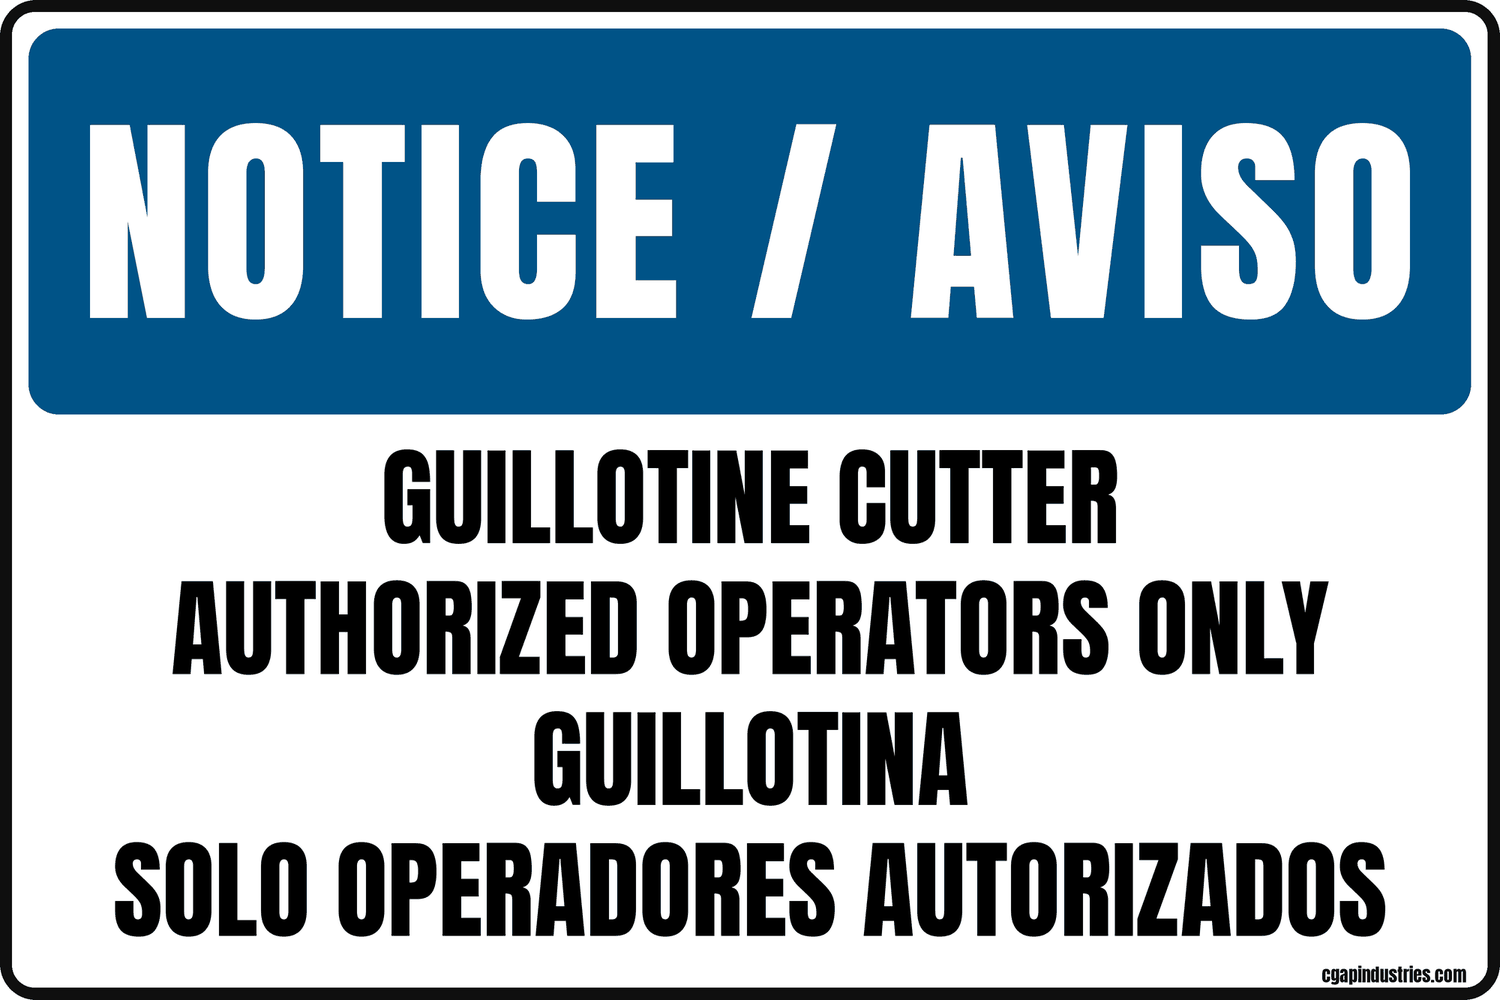 NOTICE / AVISO
GUILLOTINE CUTTER
AUTHORIZED OPERATORS ONLY
GUILLOTINA
SOLO OPERADORES AUTORIZADOS
cgapindustries.com